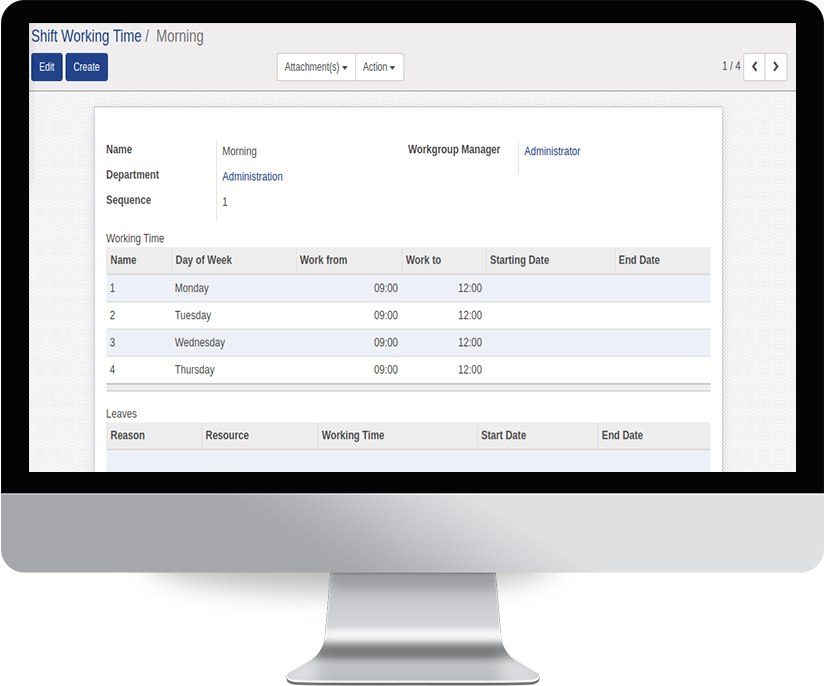 Shift Working Time / Morning
Edit Create Attachment(s) Action 1 / 4
Name Morning Workgroup Manager Administrator
Department Administration
Sequence 1
Working Time
Name Day of Week Work from Work to Starting Date End Date
1 Monday 09:00 12:00
2 Tuesday 09:00 12:00
3 Wednesday 09:00 12:00
4 Thursday 09:00 12:00
Leaves
Reason Resource Working Time Start Date End Date